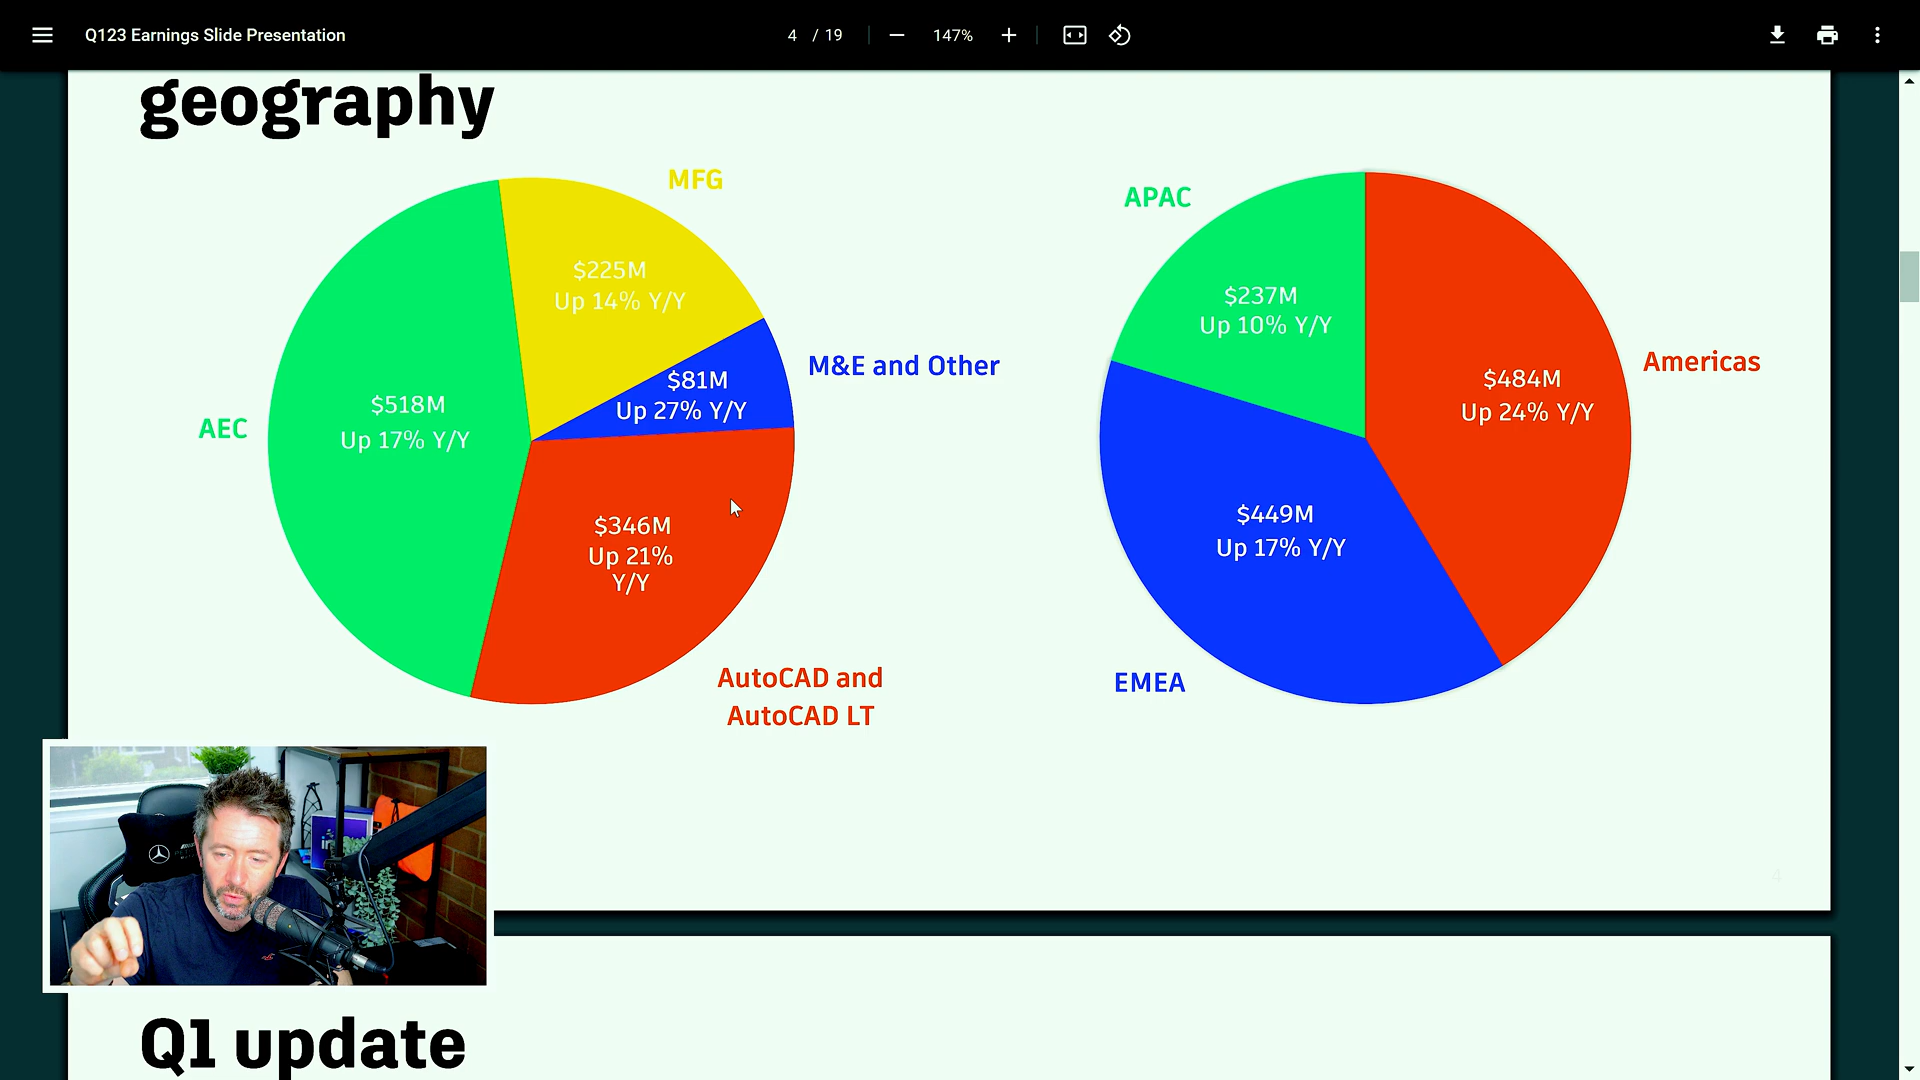 Q123 Earnings Slide Presentation
4 / 19
147%
geography
MFG
$225M
Up 14% Y/Y
M&E and Other
$81M
Up 27% Y/Y
AEC
$518M
Up 17% Y/Y
$346M
Up 21%
Y/Y
AutoCAD and
AutoCAD LT
APAC
$237M
Up 10% Y/Y
Americas
$484M
Up 24% Y/Y
$449M
Up 17% Y/Y
EMEA
4
Q1 update